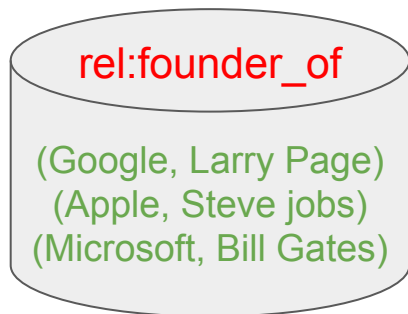 rel:founder_of
(Google, Larry Page)
(Apple, Steve jobs)
(Microsoft, Bill Gates)